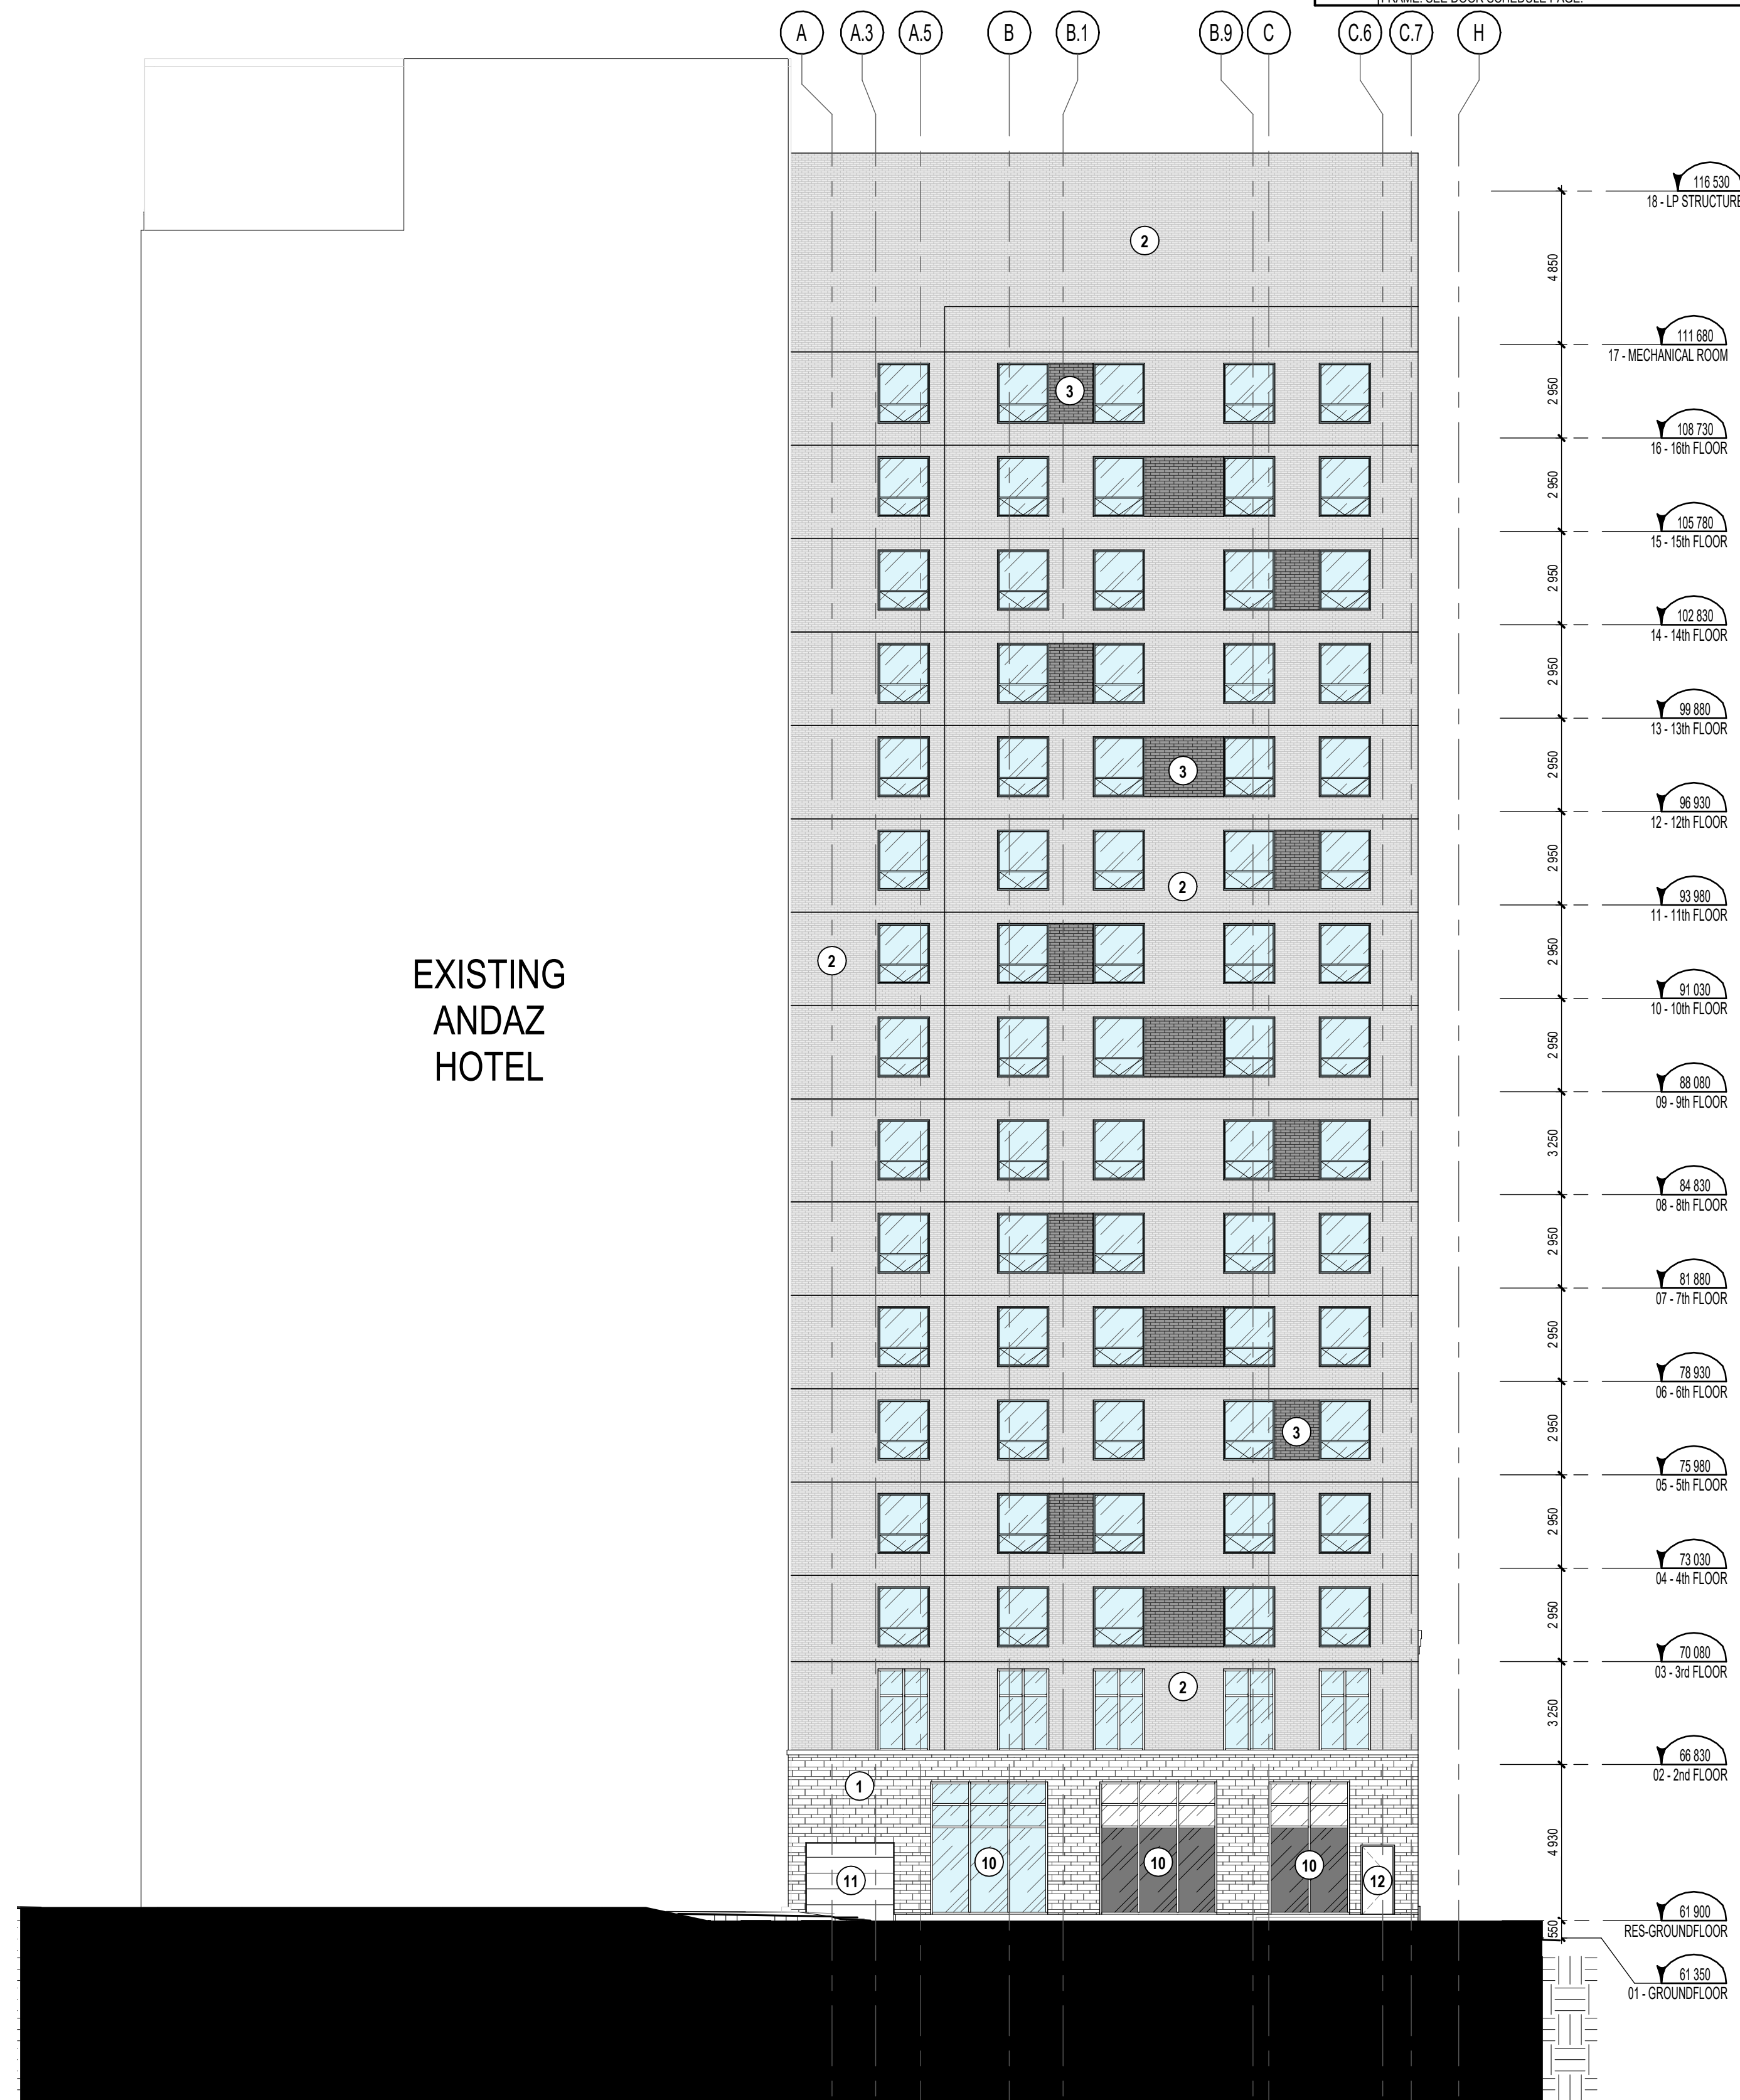 FRAME. SEE DOOR SCHEDULE PAGE.
A A.3 A.5 B B.1 B.9 C C.6 C.7 H
116 530
18 - LP STRUCTURE
2
4 850
111 680
17 - MECHANICAL ROOM
3
2 950
108 730
16 - 16th FLOOR
2 950
105 780
15 - 15th FLOOR
2 950
102 830
14 - 14th FLOOR
2 950
99 880
13 - 13th FLOOR
3
2 950
96 930
12 - 12th FLOOR
2
2 950
93 980
11 - 11th FLOOR
2
2 950
EXISTING
ANDAZ
HOTEL
91 030
10 - 10th FLOOR
2 950
88 080
09 - 9th FLOOR
3 250
84 830
08 - 8th FLOOR
2 950
81 880
07 - 7th FLOOR
2 950
78 930
06 - 6th FLOOR
3
2 950
75 980
05 - 5th FLOOR
2 950
73 030
04 - 4th FLOOR
2 950
70 080
03 - 3rd FLOOR
2
3 250
66 830
02 - 2nd FLOOR
1
4 930
11 10 10 10 12
61 900
RES-GROUNDFLOOR
550
61 350
01 - GROUNDFLOOR